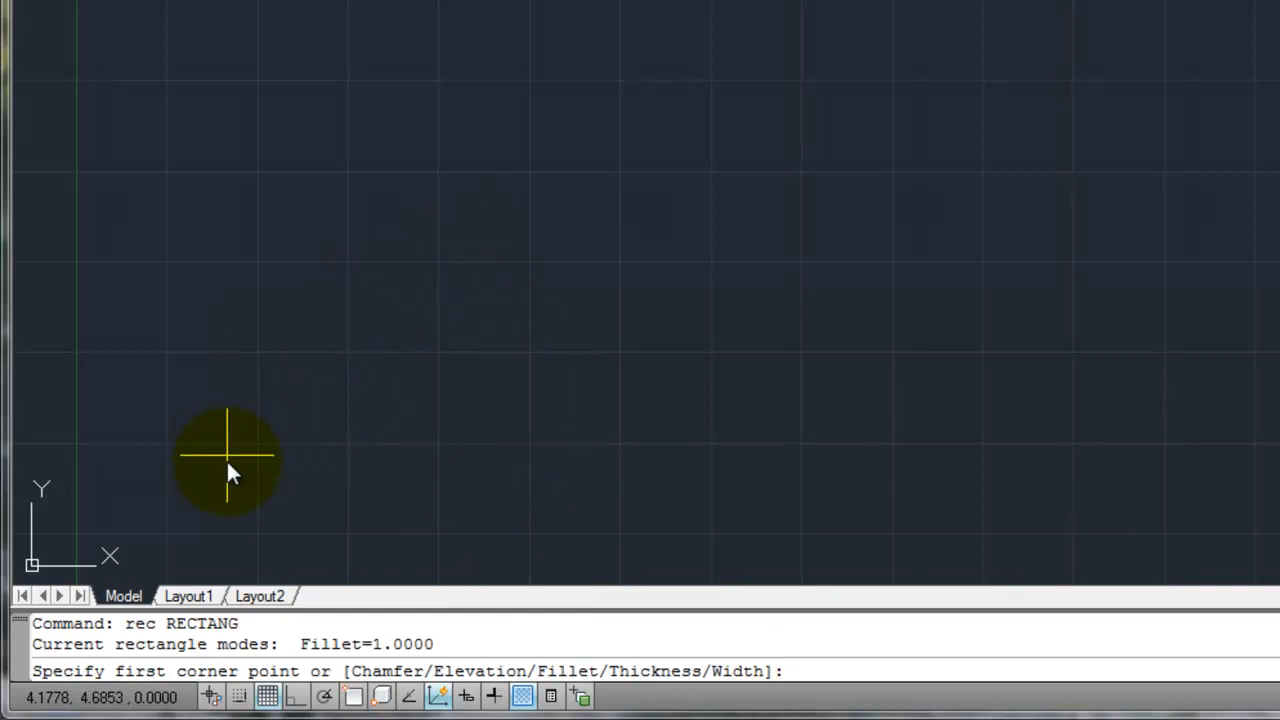 Y
X
Model Layout1 Layout2
Command: rec RECTANG
Current rectangle modes:  Fillet=1.0000
Specify first corner point or [Chamfer/Elevation/Fillet/Thickness/Width]:
4.1778, 4.6853 , 0.0000